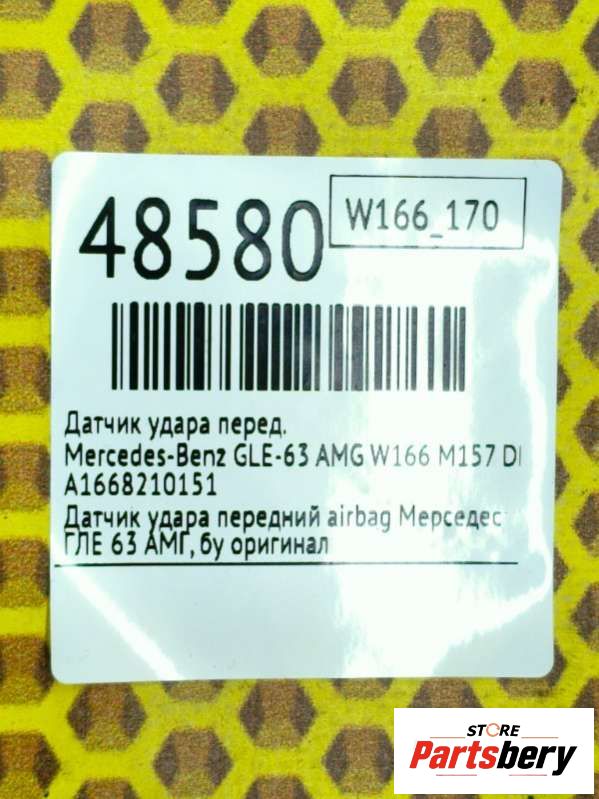 48580
W166_170
Датчик удара перед.
Mercedes-Benz GLE-63 AMG W166 M157 DI
A1668210151
Датчик удара передний airbag Мерседес
ГЛЕ 63 АМГ, бу оригинал
STORE
Partsbery